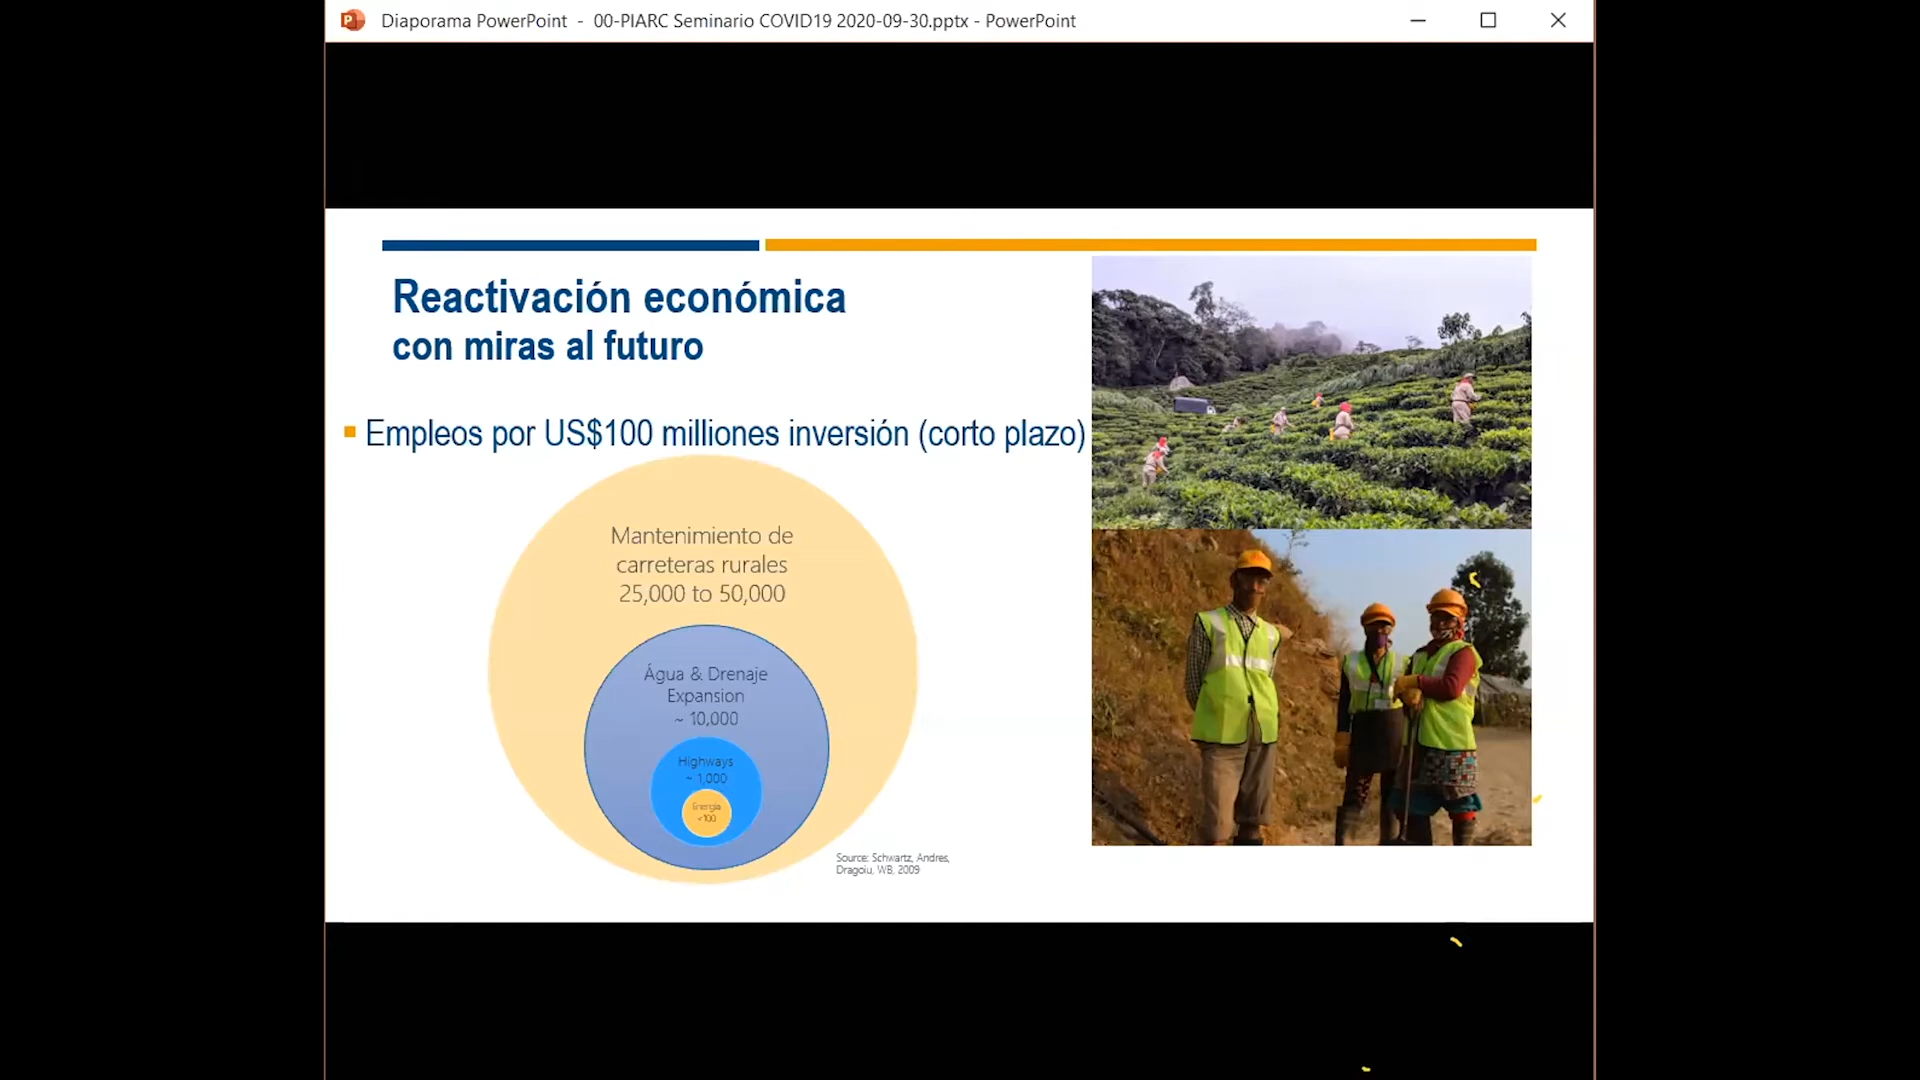 Diaporama PowerPoint - 00-PIARC Seminario COVID19 2020-09-30.pptx - PowerPoint
Reactivación económica
con miras al futuro
Empleos por US$100 milliones inversión (corto plazo)
Mantenimiento de
carreteras rurales
25,000 to 50,000
Água & Drenaje
Expansion
~ 10,000
Highways
~ 1,000
Energía
<100
Source: Schwartz, Andres,
Dragoiu, WB, 2009